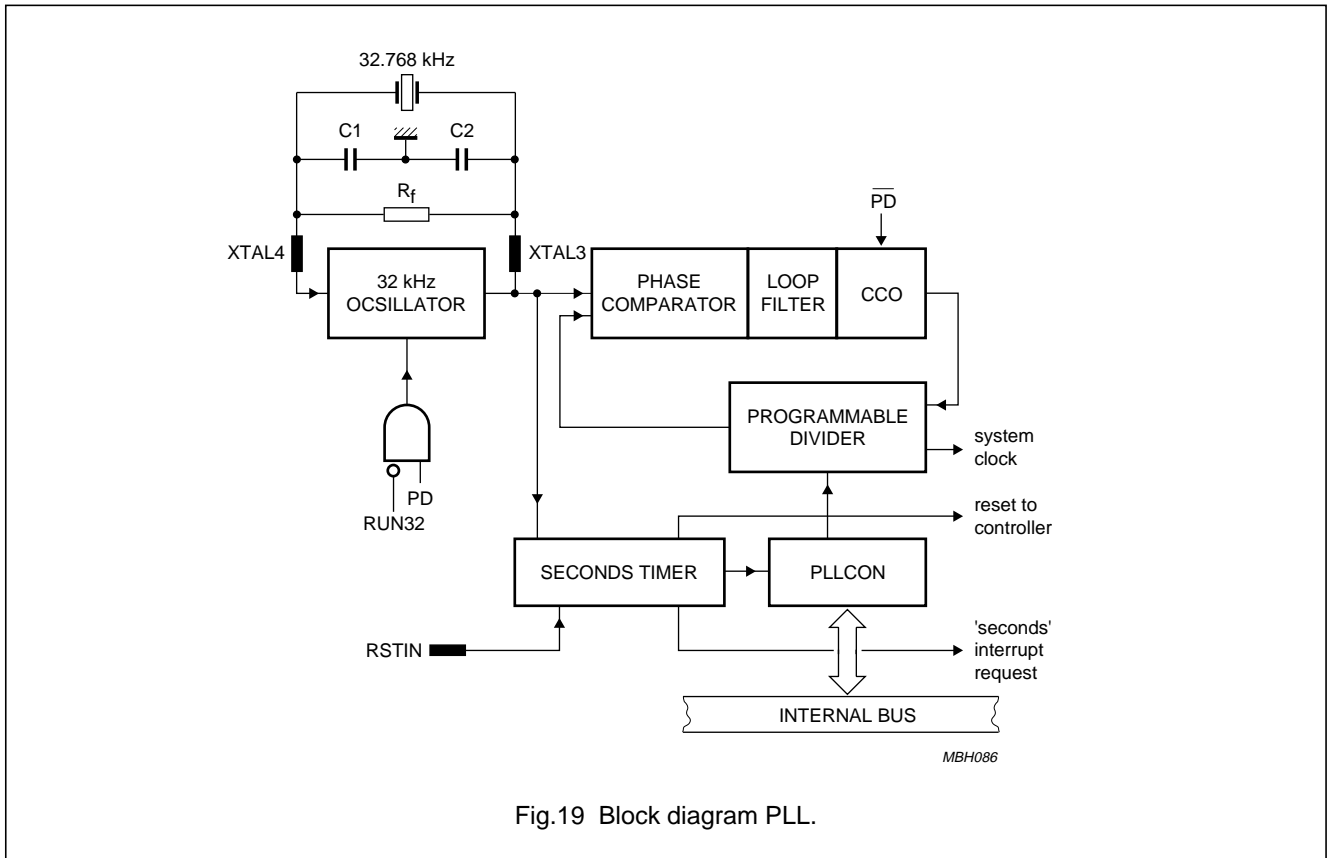 32.768 kHz
C1
C2
Rf
PD
XTAL4
XTAL3
32 kHz
OCSILLATOR
PHASE
COMPARATOR
LOOP
FILTER
CCO
PROGRAMMABLE
DIVIDER
system
clock
PD
RUN32
reset to
controller
SECONDS TIMER
PLLCON
RSTIN
'seconds'
interrupt
request
INTERNAL BUS
MBH086
Fig.19 Block diagram PLL.